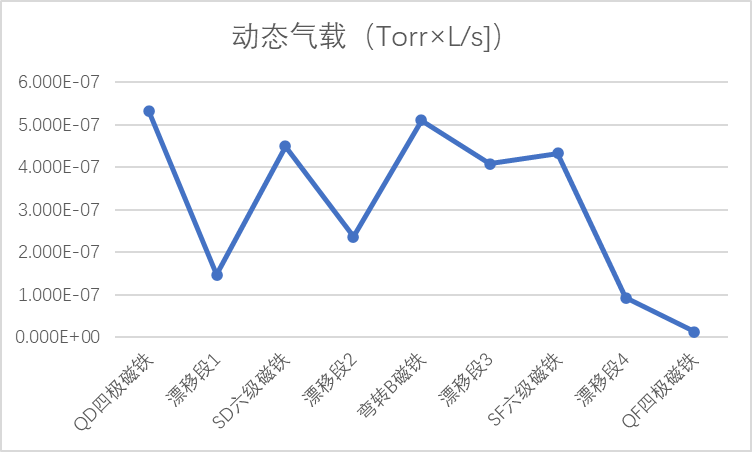 动态气载（Torr×L/s]）
6.000E-07
5.000E-07
4.000E-07
3.000E-07
2.000E-07
1.000E-07
0.000E+00
QD四极磁铁
漂移段1
SD六级磁铁
漂移段2
弯转B磁铁
漂移段3
SF六级磁铁
漂移段4
QF四极磁铁